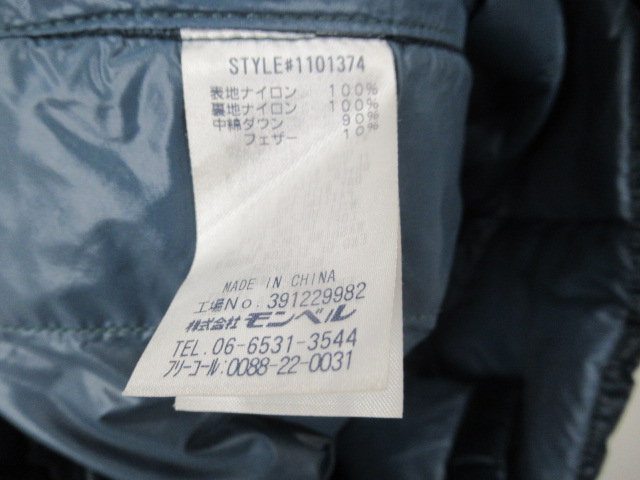 STYLE#1101374
表地ナイロン 100%
裏地ナイロン 100%
中綿ダウン 90%
フェザー 10%
MADE IN CHINA
工場No.391229982
株式会社 モンベル
TEL.06-6531-3544
フリーコール:0088-22-0031